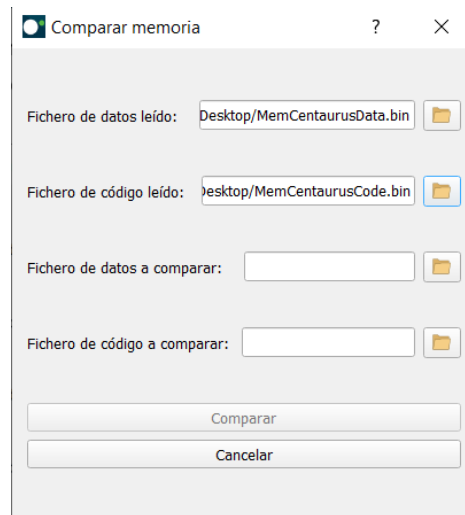 Comparar memoria ?
Fichero de datos leído: Desktop/MemCentaurusData.bin
Fichero de código leído: Desktop/MemCentaurusCode.bin
Fichero de datos a comparar:
Fichero de código a comparar:
Comparar
Cancelar